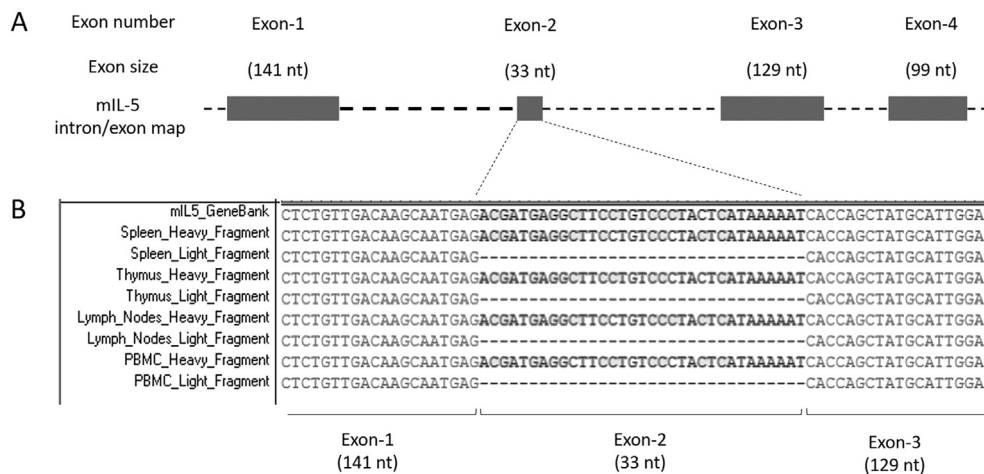 A
Exon number Exon-1 Exon-2 Exon-3 Exon-4
Exon size (141 nt) (33 nt) (129 nt) (99 nt)
mIL-5
intron/exon map
B
mIL5_GeneBank CTCTGTTGACAAGCAATGAGACGATGAGGCTTCCTGTCCCTACTCATAAAAATCACCAGCTATGCATTGGA
Spleen_Heavy_Fragment CTCTGTTGACAAGCAATGAGACGATGAGGCTTCCTGTCCCTACTCATAAAAATCACCAGCTATGCATTGGA
Spleen_Light_Fragment CTCTGTTGACAAGCAATGAG---------------------------------CACCAGCTATGCATTGGA
Thymus_Heavy_Fragment CTCTGTTGACAAGCAATGAGACGATGAGGCTTCCTGTCCCTACTCATAAAAATCACCAGCTATGCATTGGA
Thymus_Light_Fragment CTCTGTTGACAAGCAATGAG---------------------------------CACCAGCTATGCATTGGA
Lymph_Nodes_Heavy_Fragment CTCTGTTGACAAGCAATGAGACGATGAGGCTTCCTGTCCCTACTCATAAAAATCACCAGCTATGCATTGGA
Lymph_Nodes_Light_Fragment CTCTGTTGACAAGCAATGAG---------------------------------CACCAGCTATGCATTGGA
PBMC_Heavy_Fragment CTCTGTTGACAAGCAATGAGACGATGAGGCTTCCTGTCCCTACTCATAAAAATCACCAGCTATGCATTGGA
PBMC_Light_Fragment CTCTGTTGACAAGCAATGAG---------------------------------CACCAGCTATGCATTGGA
Exon-1 Exon-2 Exon-3
(141 nt) (33 nt) (129 nt)